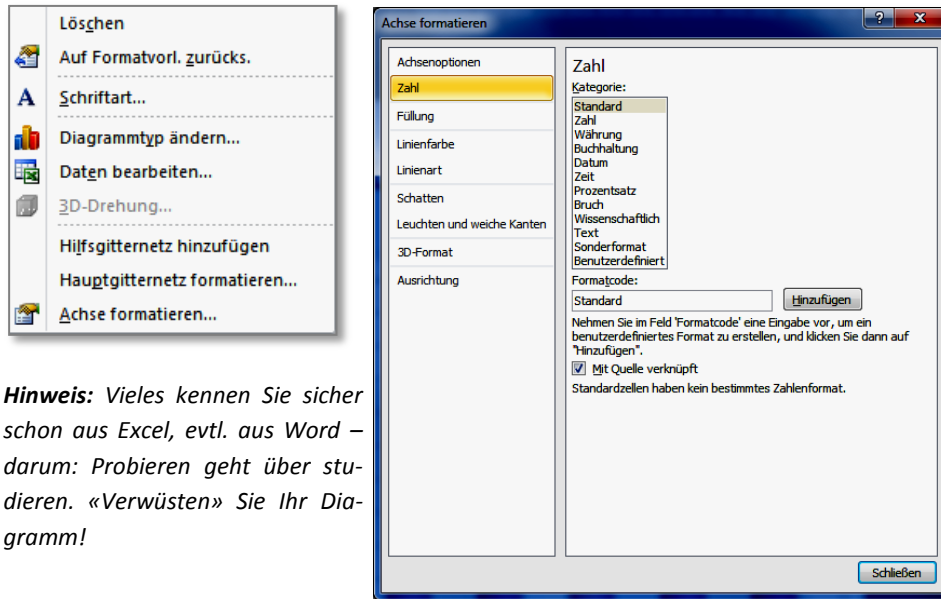 Löschen
Auf Formatvorl. zurücks.
Schriftart...
Diagrammtyp ändern...
Daten bearbeiten...
3D-Drehung...
Hilfsgitternetz hinzufügen
Hauptgitternetz formatieren...
Achse formatieren...
Hinweis: Vieles kennen Sie sicher
schon aus Excel, evtl. aus Word –
darum: Probieren geht über stu-
dieren. «Verwüsten» Sie Ihr Dia-
gramm!
Achse formatieren
Achsenoptionen
Zahl
Füllung
Linienfarbe
Linienart
Schatten
Leuchten und weiche Kanten
3D-Format
Ausrichtung
Zahl
Kategorie:
Standard
Zahl
Währung
Buchhaltung
Datum
Zeit
Prozentsatz
Bruch
Wissenschaftlich
Text
Sonderformat
Benutzerdefiniert
Formatcode:
Standard
Hinzufügen
Nehmen Sie im Feld 'Formatcode' eine Eingabe vor, um ein
benutzerdefiniertes Format zu erstellen, und klicken Sie dann auf
"Hinzufügen".
Mit Quelle verknüpft
Standardzellen haben kein bestimmtes Zahlenformat.
Schließen